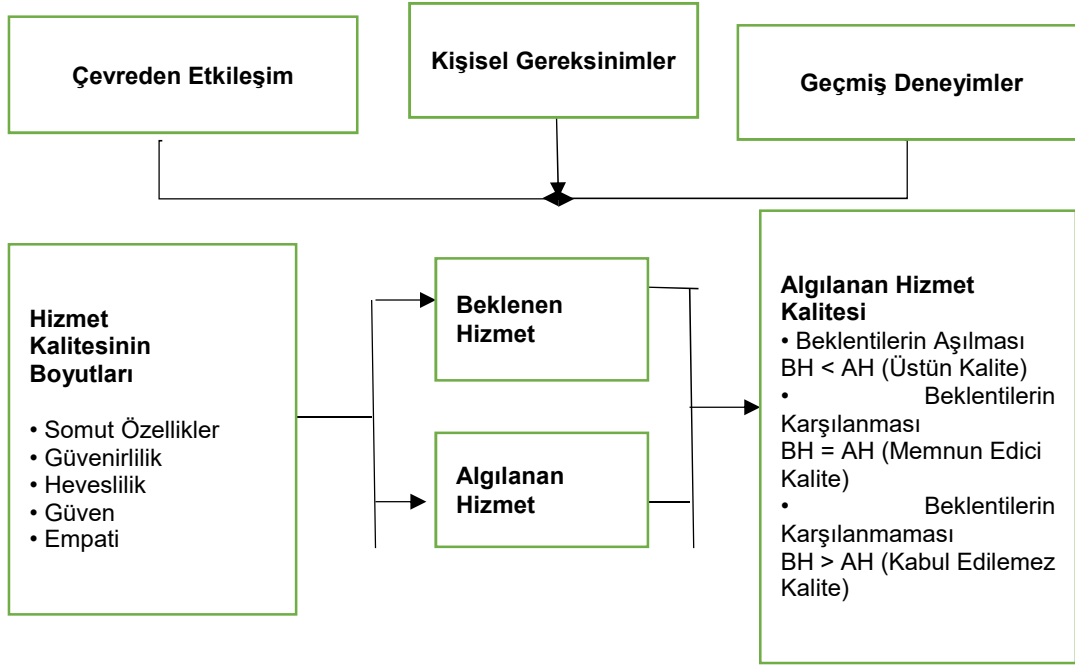 Çevreden Etkileşim
Kişisel Gereksinimler
Geçmiş Deneyimler
Hizmet
Kalitesinin
Boyutları
• Somut Özellikler
• Güvenirlilik
• Heveslilik
• Güven
• Empati
Beklenen
Hizmet
Algılanan
Hizmet
Algılanan Hizmet
Kalitesi
• Beklentilerin Aşılması
BH < AH (Üstün Kalite)
• Beklentilerin
Karşılanması
BH = AH (Memnun Edici
Kalite)
• Beklentilerin
Karşılanmaması
BH > AH (Kabul Edilemez
Kalite)